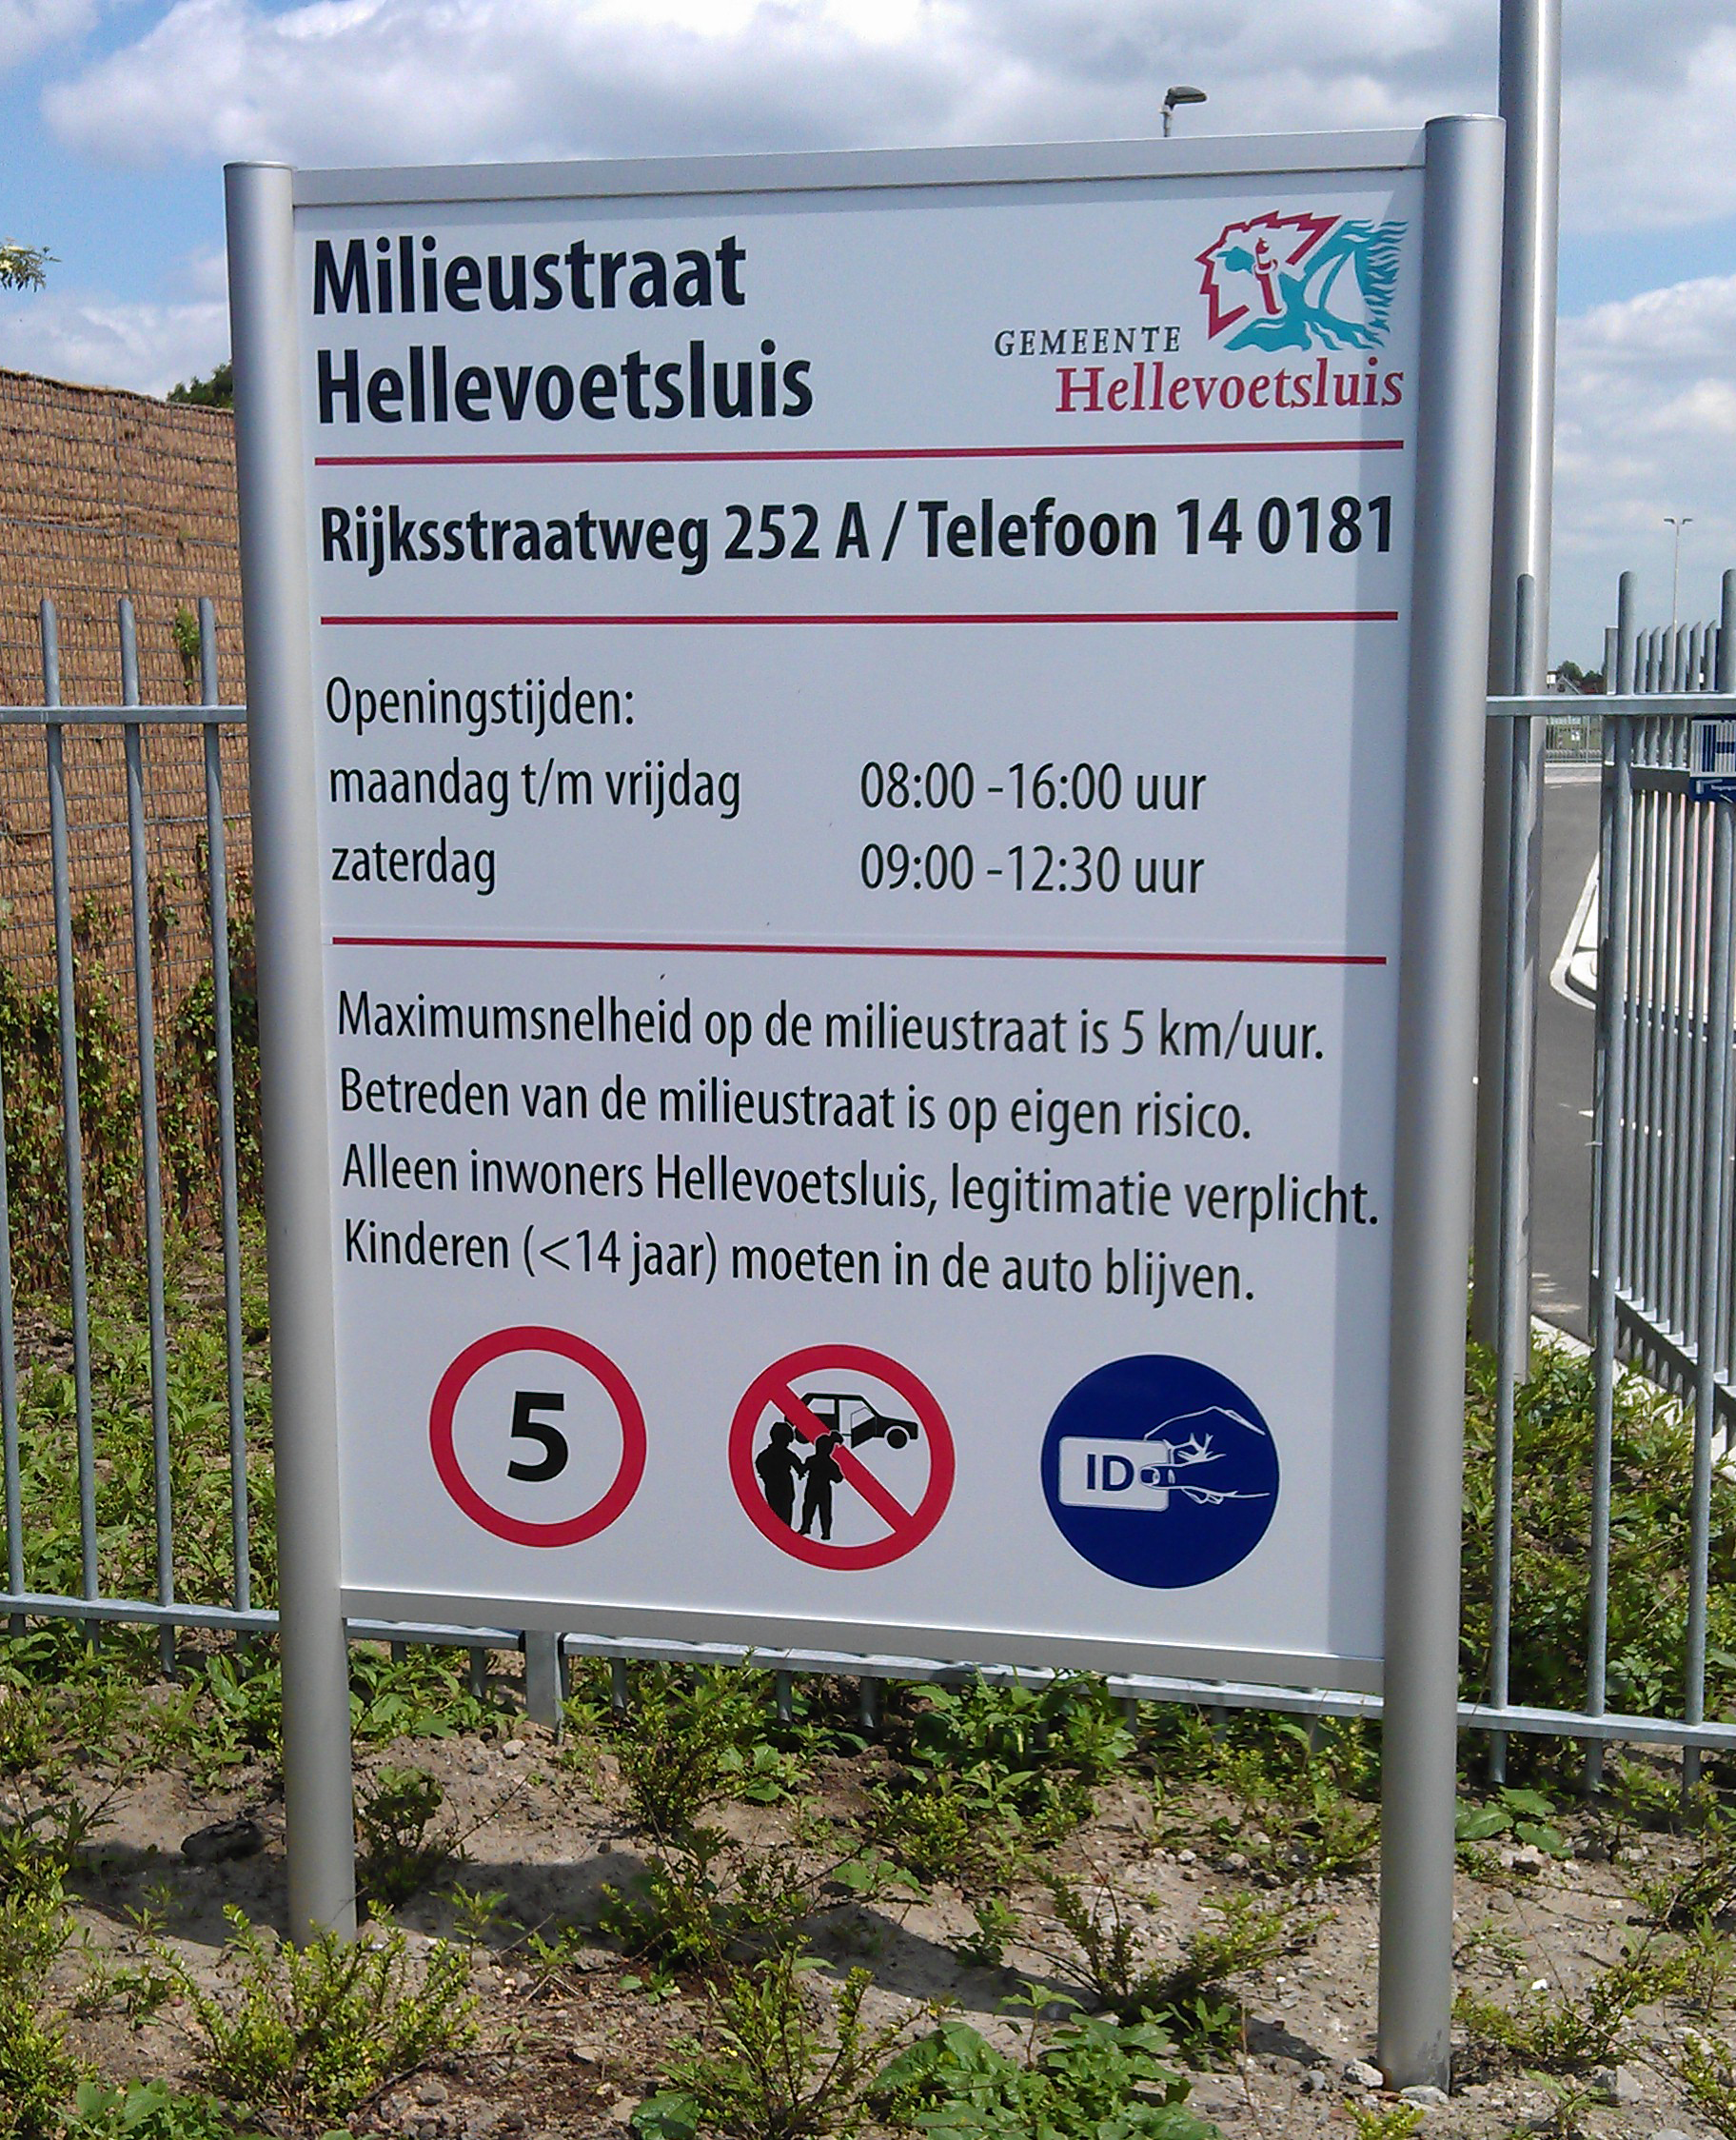 Milieustraat
Hellevoetsluis
GEMEENTE
Hellevoetsluis
Rijksstraatweg 252 A / Telefoon 14 0181
Openingstijden:
maandag t/m vrijdag 08:00 - 16:00 uur
zaterdag 09:00 - 12:30 uur
Maximumsnelheid op de milieustraat is 5 km/uur.
Betreden van de milieustraat is op eigen risico.
Alleen inwoners Hellevoetsluis, legitimatie verplicht.
Kinderen (<14 jaar) moeten in de auto blijven.
5
ID